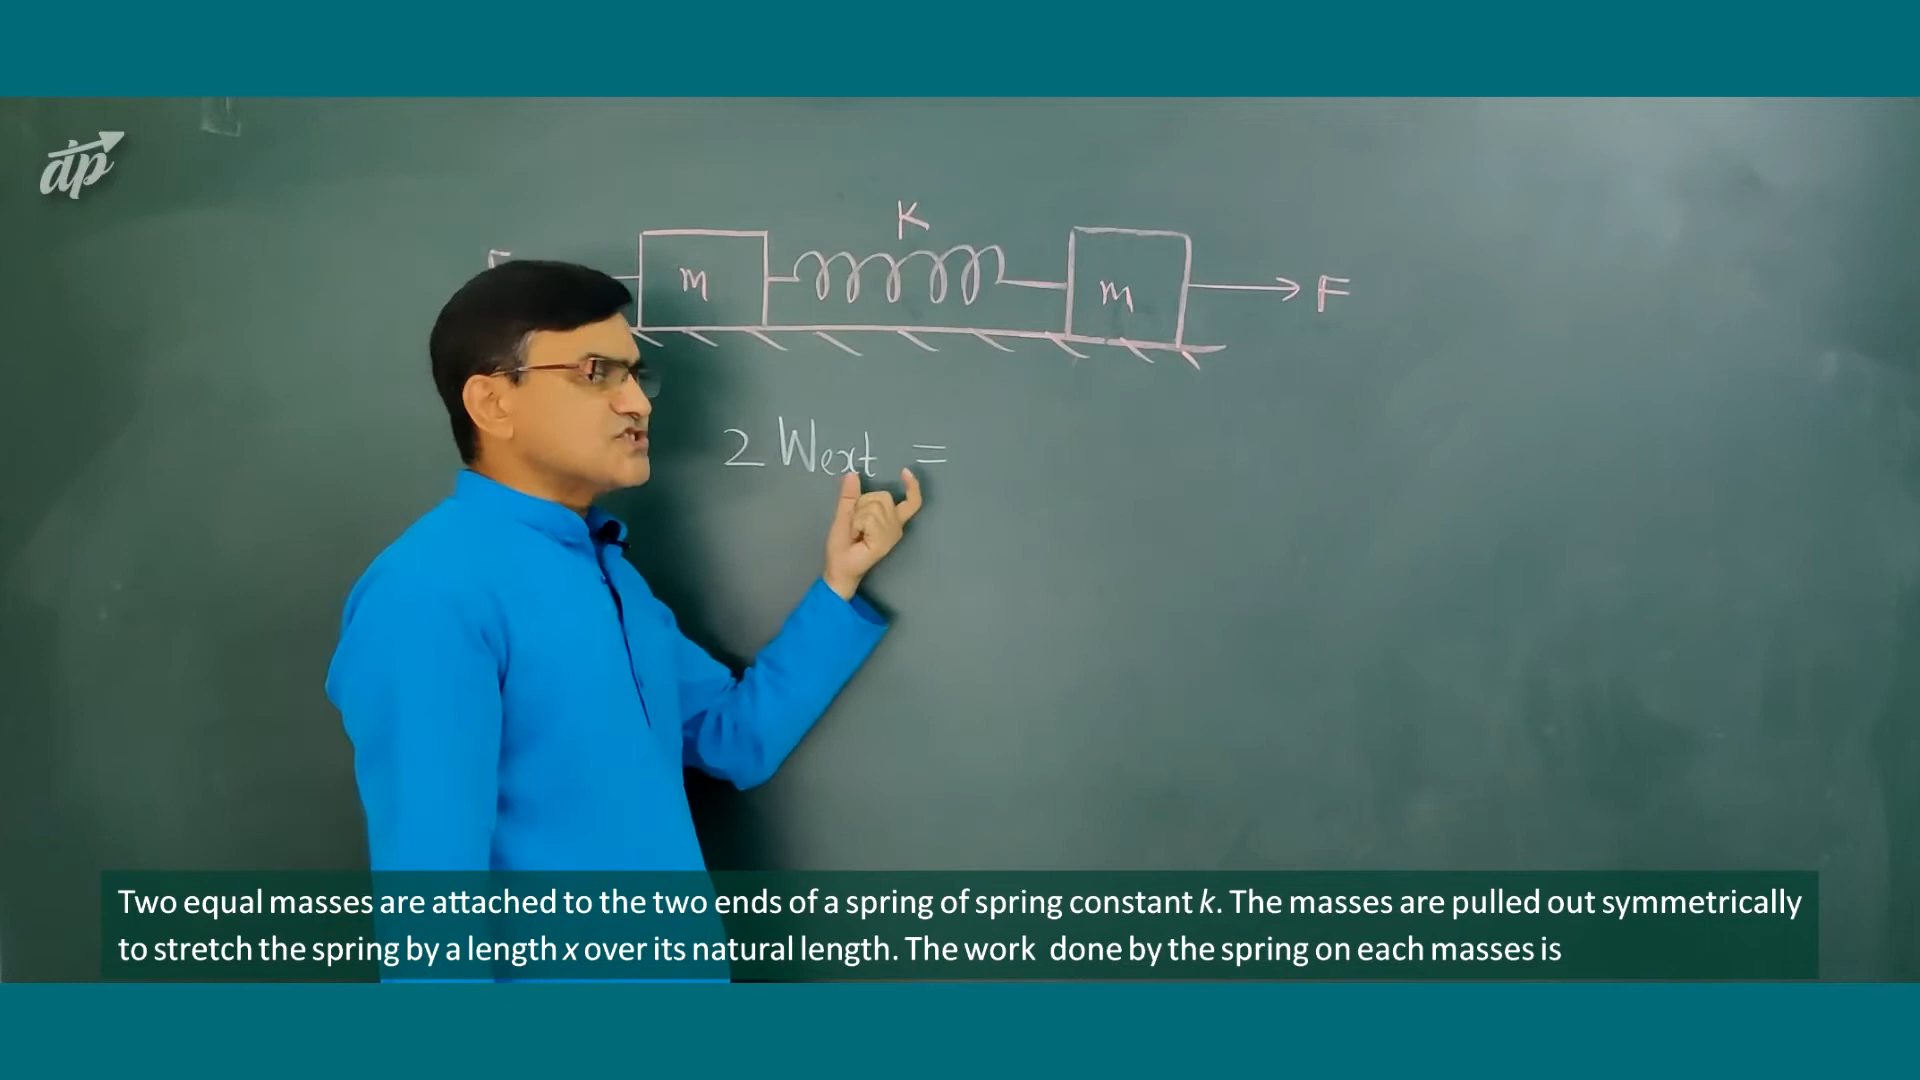 dp
K
F
m
m
F
2 Wext =
Two equal masses are attached to the two ends of a spring of spring constant k. The masses are pulled out symmetrically
to stretch the spring by a length x over its natural length. The work done by the spring on each masses is